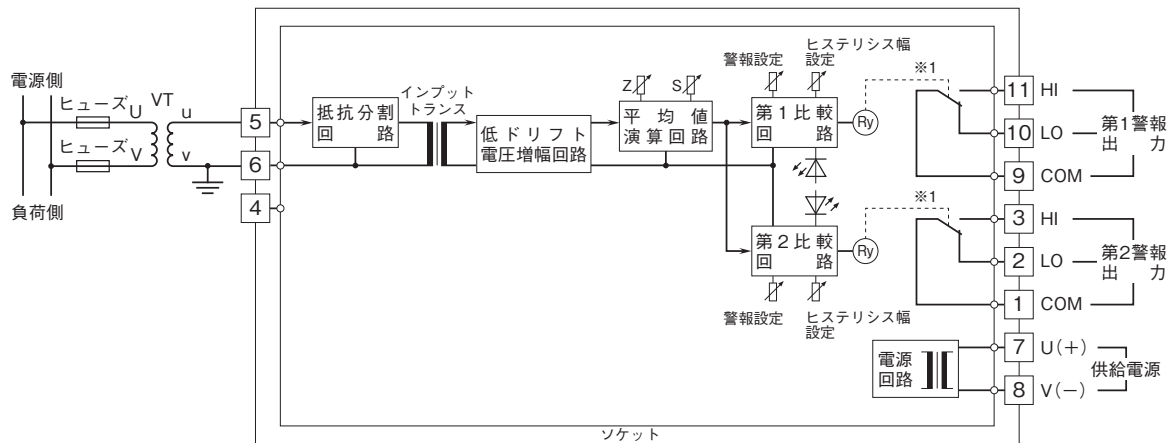 電源側
ヒューズ U
VT
u
ヒューズ V
v
負荷側
5
6
4
抵抗分割
回路
インプット
トランス
低ドリフト
電圧増幅回路
Z
S
平均値
演算回路
警報設定
ヒステリシス幅
設定
第1比較
回路
Ry
※1
第2比較
回路
Ry
※1
警報設定
ヒステリシス幅
設定
電源
回路
11 HI
10 LO
9 COM
第1警報
出力
3 HI
2 LO
1 COM
第2警報
出力
7 U(+)
8 V(−)
供給電源
ソケット